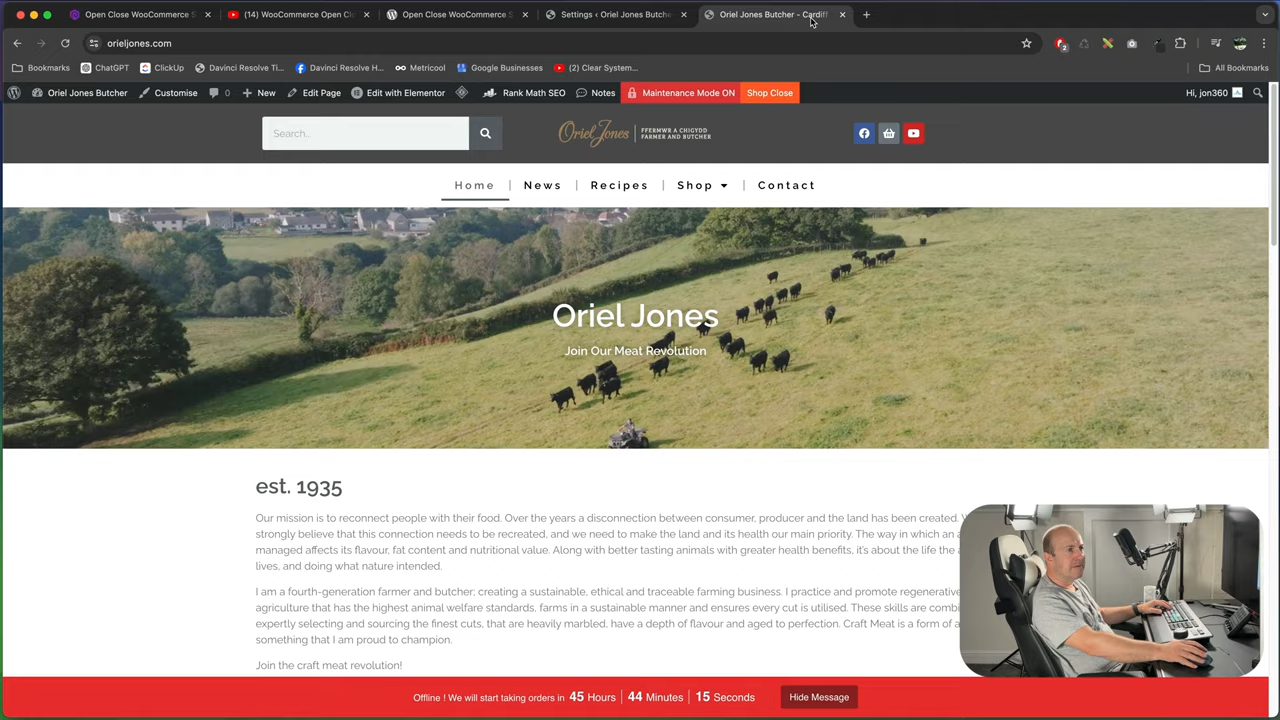 Open Close WooCommerce S
(14) WooCommerce Open Clo
Open Close WooCommerce S
Settings ‹ Oriel Jones Butche
Oriel Jones Butcher - Cardiff
orieljones.com
2
Bookmarks
ChatGPT
ClickUp
Davinci Resolve Ti...
Davinci Resolve H...
Metricool
Google Businesses
(2) Clear System...
All Bookmarks
Oriel Jones Butcher
Customise
0
New
Edit Page
Edit with Elementor
Rank Math SEO
Notes
Maintenance Mode ON
Shop Close
Hi, jon360
Search...
Oriel Jones
FFERMWR A CHIGYDD
FARMER AND BUTCHER
Home
News
Recipes
Shop
Contact
Oriel Jones
Join Our Meat Revolution
est. 1935
Our mission is to reconnect people with their food. Over the years a disconnection between consumer, producer and the land has been created.
strongly believe that this connection needs to be recreated, and we need to make the land and its health our main priority. The way in which an
managed affects its flavour, fat content and nutritional value. Along with better tasting animals with greater health benefits, it's about the life the
lives, and doing what nature intended.
I am a fourth-generation farmer and butcher; creating a sustainable, ethical and traceable farming business. I practice and promote regenerative
agriculture that has the highest animal welfare standards, farms in a sustainable manner and ensures every cut is utilised. These skills are
expertly selecting and sourcing the finest cuts, that are heavily marbled, have a depth of flavour and aged to perfection. Craft Meat is a form of
something that I am proud to champion.
Join the craft meat revolution!
Offline ! We will start taking orders in 45 Hours | 44 Minutes | 15 Seconds
Hide Message